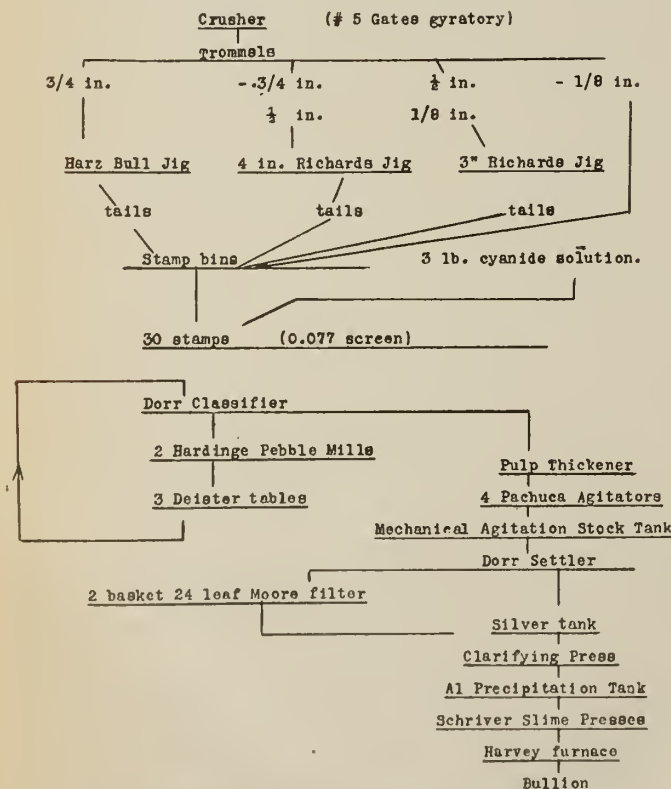 Crusher (# 5 Gates gyratory)
Trommels
3/4 in. -.3/4 in. ½ in. - 1/8 in.
½ in. 1/8 in.
Harz Bull Jig 4 in. Richards Jig 3" Richards Jig
tails tails tails
Stamp bins 3 lb. cyanide solution.
30 stamps (0.077 screen)
Dorr Classifier
2 Hardinge Pebble Mills
Pulp Thickener
3 Deister tables 4 Pachuca Agitators
Mechanical Agitation Stock Tank
Dorr Settler
2 basket 24 leaf Moore filter
Silver tank
Clarifying Press
Al Precipitation Tank
Schriver Slime Presses
Harvey furnace
Bullion